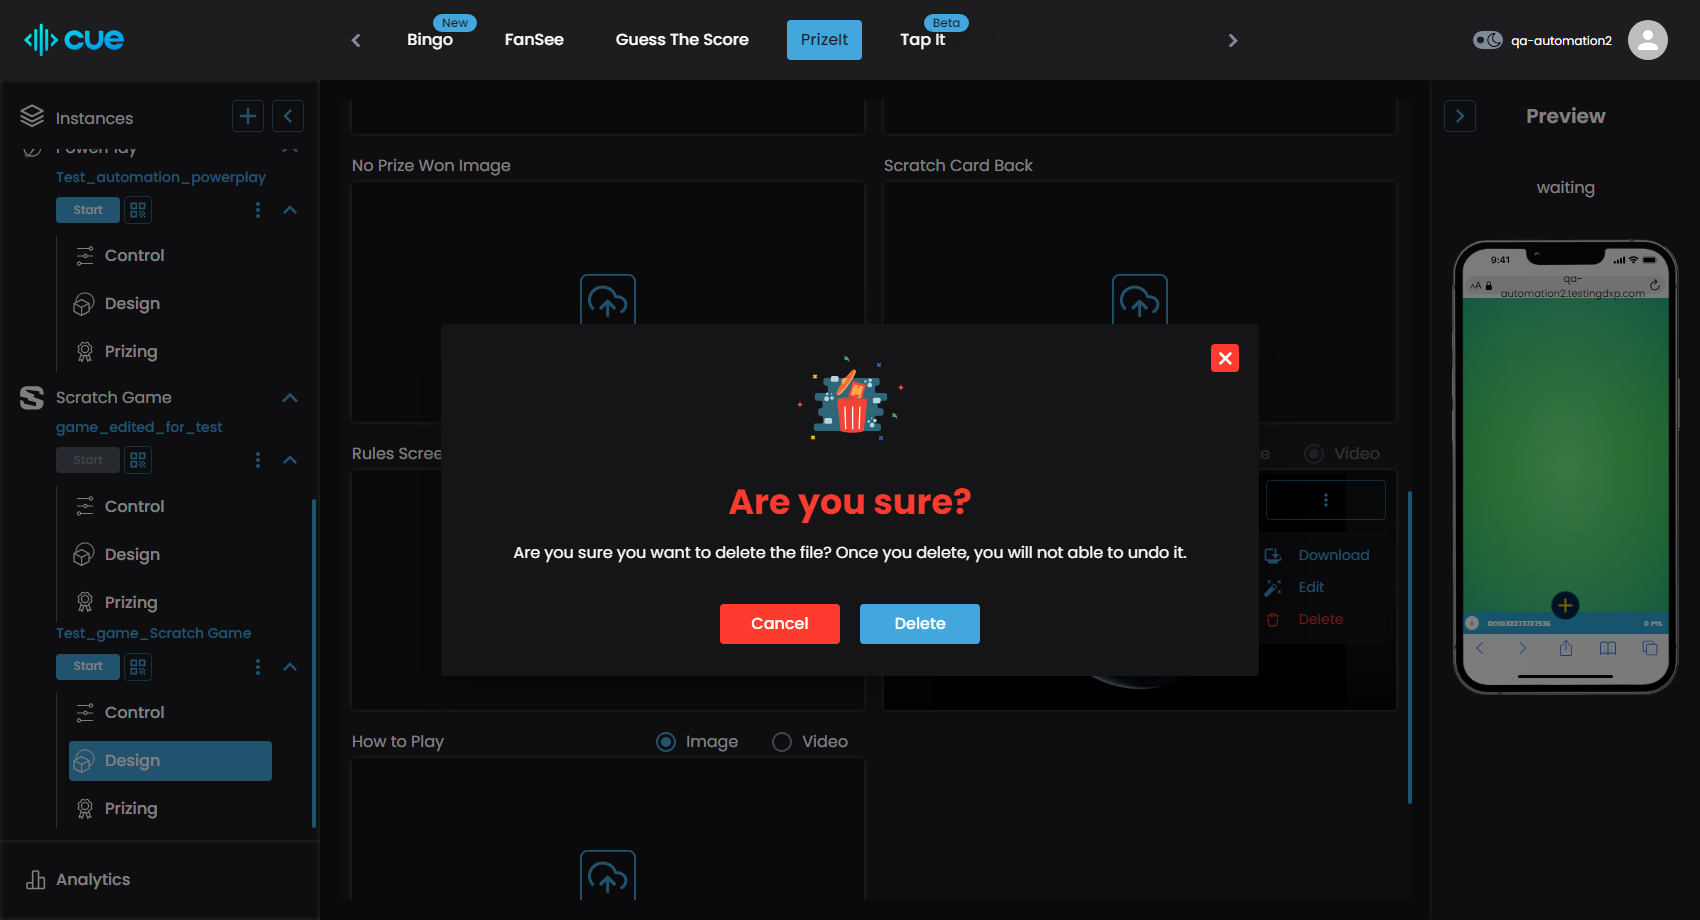 cue
New
Bingo
FanSee
Guess The Score
PrizeIt
Beta
Tap It
qa-automation2
Instances
PowerPlay
Test_automation_powerplay
Start
Control
Design
Prizing
Scratch Game
game_edited_for_test
Start
Control
Design
Prizing
Test_game_Scratch Game
Start
Control
Design
Prizing
Analytics
No Prize Won Image
Scratch Card Back
Rules Scree
e
Video
Download
Edit
Delete
Are you sure?
Are you sure you want to delete the file? Once you delete, you will not able to undo it.
Cancel
Delete
How to Play
Image
Video
Preview
waiting
9:41
AA
qa-
automation2.testingdxp.com
0 PTS.